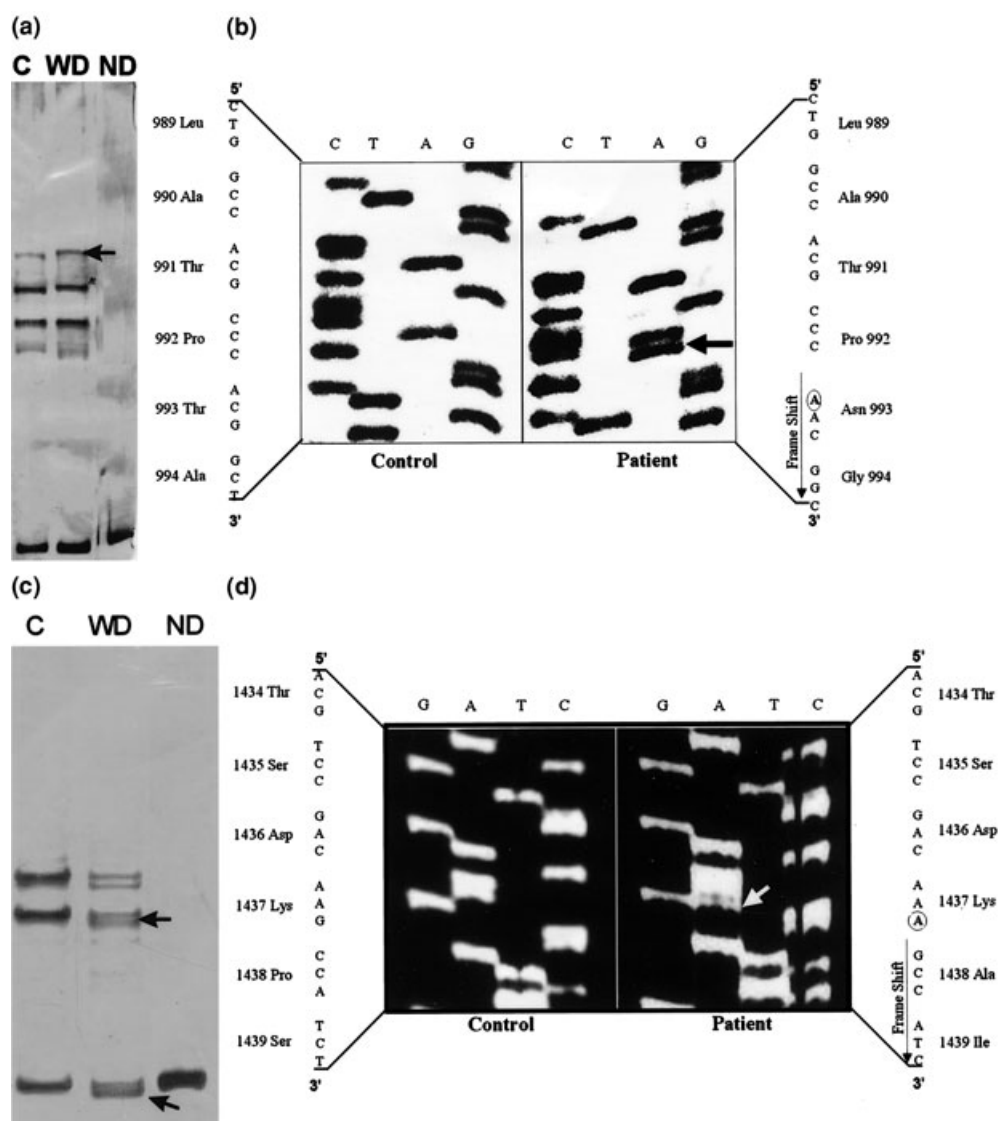 (a)
C WD ND
(b)
5'
C
T
G
G
C
C
A
C
G
C
C
C
A
C
G
G
C
T
3'
989 Leu
990 Ala
991 Thr
992 Pro
993 Thr
994 Ala
C T A G
C T A G
Control
Patient
5'
C
T
G
G
C
C
A
C
G
C
C
C
A
A
C
G
G
C
3'
Leu 989
Ala 990
Thr 991
Pro 992
Asn 993
Gly 994
Frame Shift
(c)
C WD ND
(d)
5'
A
C
G
T
C
C
G
A
C
A
A
G
C
C
A
T
C
T
3'
1434 Thr
1435 Ser
1436 Asp
1437 Lys
1438 Pro
1439 Ser
G A T C
G A T C
Control
Patient
5'
A
C
G
T
C
C
G
A
C
A
A
A
G
C
C
A
T
C
3'
1434 Thr
1435 Ser
1436 Asp
1437 Lys
1438 Ala
1439 Ile
Frame Shift